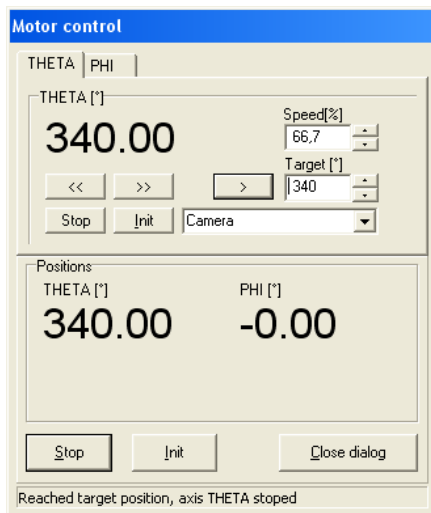 Motor control
THETA PHI
THETA [°]
340.00
Speed[%]
66,7
Target [°]
340
<< >> >
Stop Init Camera
Positions
THETA [°] PHI [°]
340.00 -0.00
Stop Init Close dialog
Reached target position, axis THETA stoped